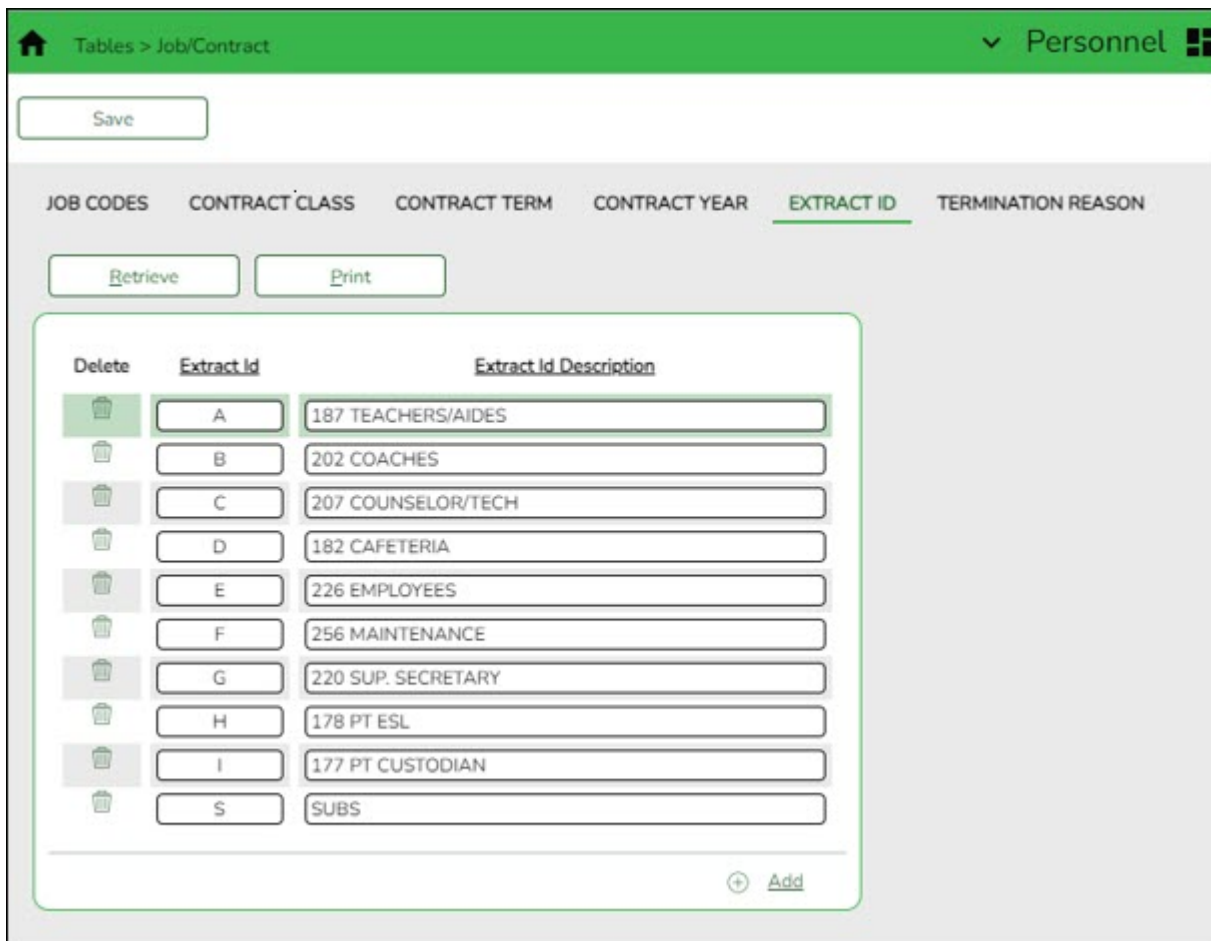 Tables > Job/Contract
Personnel
Save
JOB CODES CONTRACT CLASS CONTRACT TERM CONTRACT YEAR EXTRACT ID TERMINATION REASON
Retrieve Print
Delete Extract Id Extract Id Description
A 187 TEACHERS/AIDES
B 202 COACHES
C 207 COUNSELOR/TECH
D 182 CAFETERIA
E 226 EMPLOYEES
F 256 MAINTENANCE
G 220 SUP. SECRETARY
H 178 PT ESL
I 177 PT CUSTODIAN
S SUBS
Add